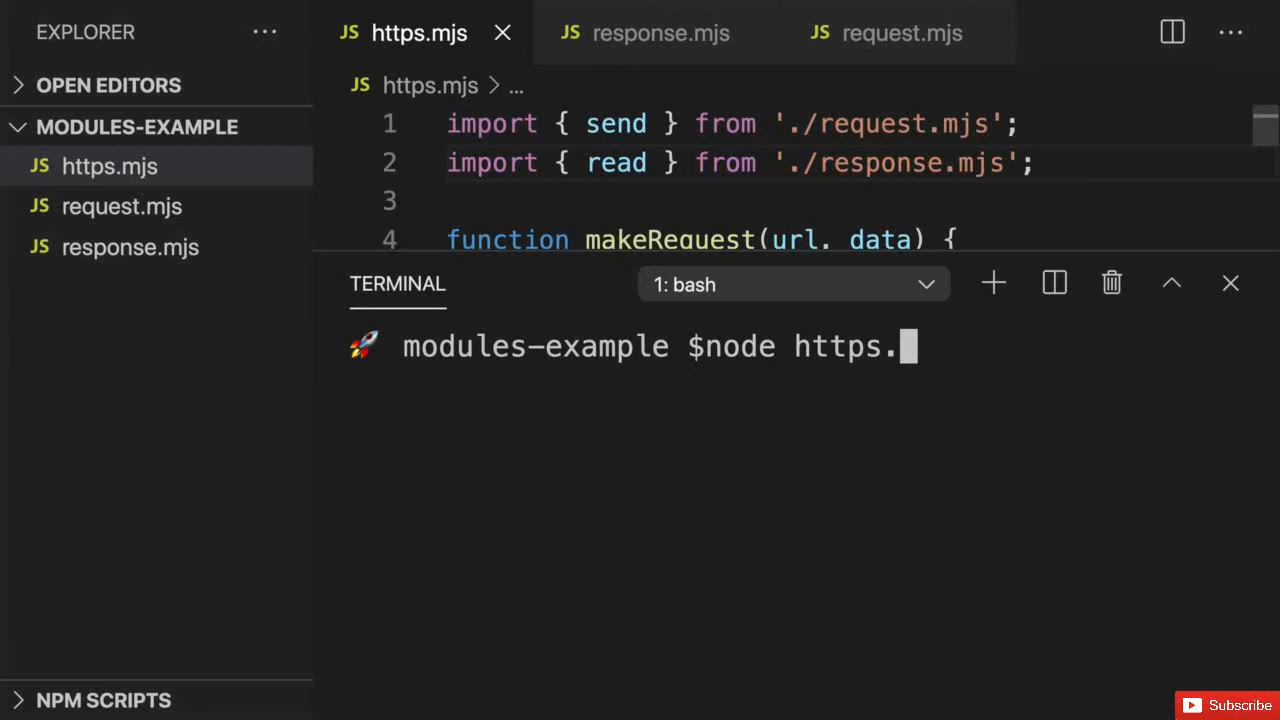 EXPLORER ...
JS https.mjs
JS response.mjs
JS request.mjs
...
OPEN EDITORS
MODULES-EXAMPLE
JS https.mjs
JS request.mjs
JS response.mjs
NPM SCRIPTS
JS https.mjs > ...
1 import { send } from './request.mjs';
2 import { read } from './response.mjs';
3
4 function makeRequest(url, data) {
TERMINAL
1: bash
🚀 modules-example $node https.
Subscribe